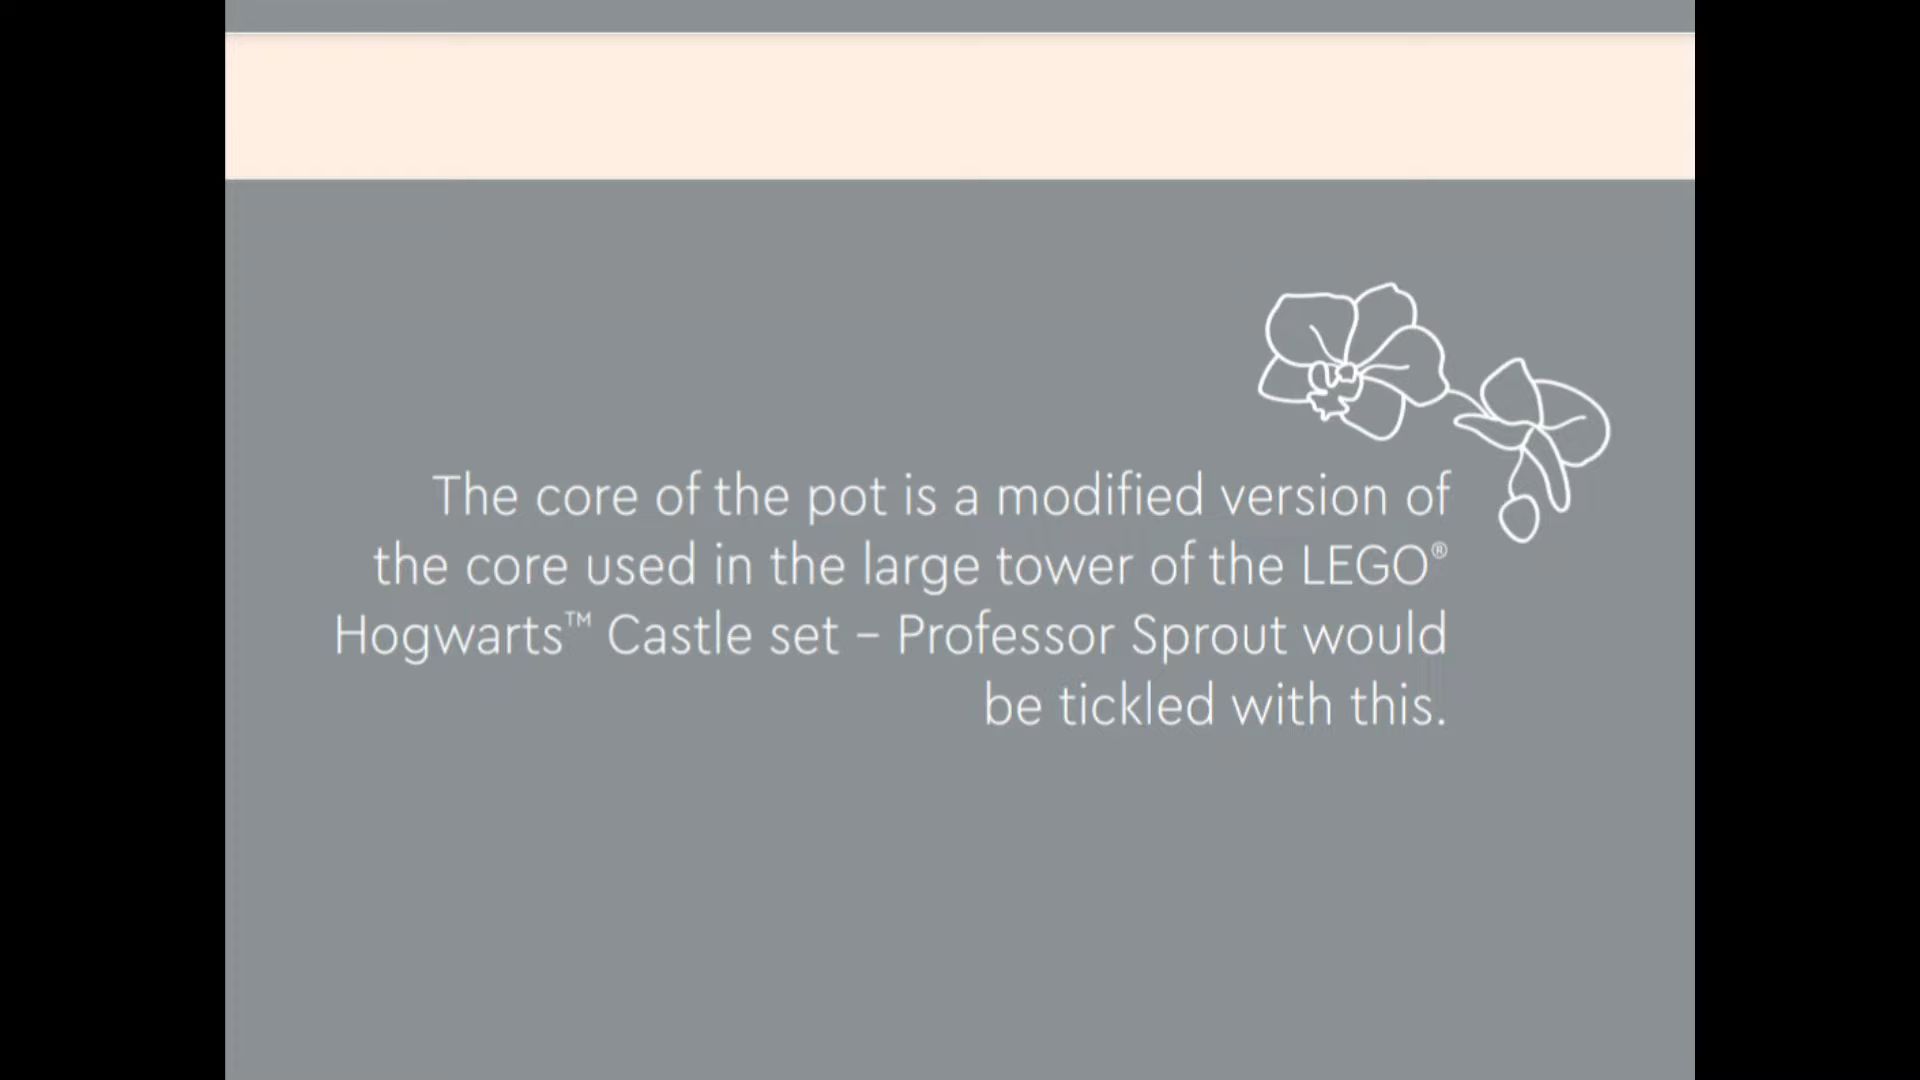 The core of the pot is a modified version of
the core used in the large tower of the LEGO®
Hogwarts™ Castle set – Professor Sprout would
be tickled with this.